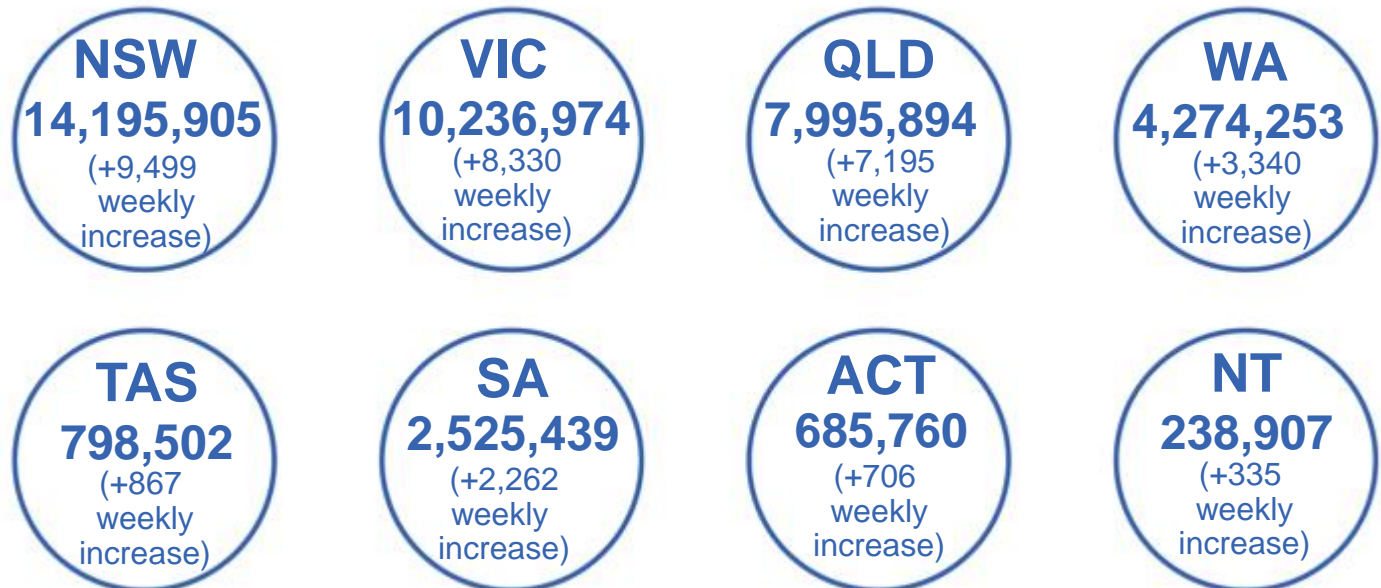 NSW
14,195,905
(+9,499
weekly
increase)
VIC
10,236,974
(+8,330
weekly
increase)
QLD
7,995,894
(+7,195
weekly
increase)
WA
4,274,253
(+3,340
weekly
increase)
TAS
798,502
(+867
weekly
increase)
SA
2,525,439
(+2,262
weekly
increase)
ACT
685,760
(+706
weekly
increase)
NT
238,907
(+335
weekly
increase)